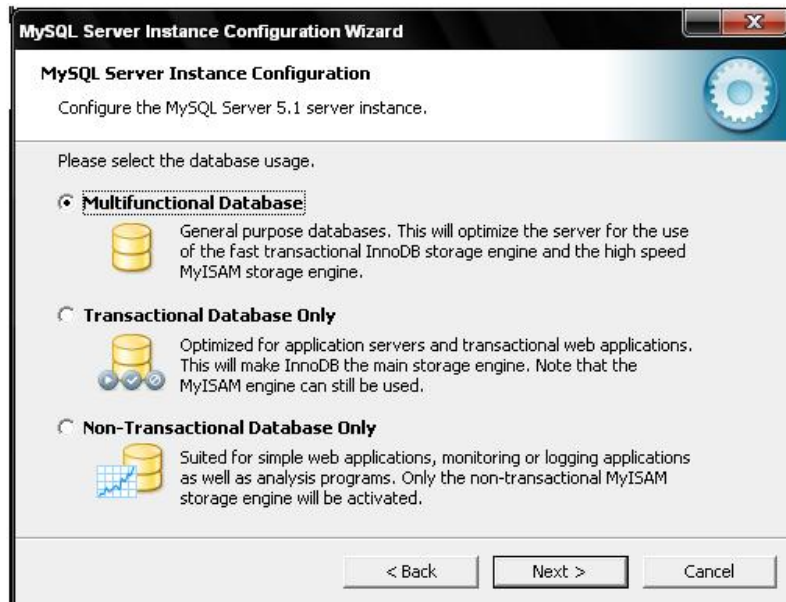 MySQL Server Instance Configuration Wizard
MySQL Server Instance Configuration
Configure the MySQL Server 5.1 server instance.
Please select the database usage.
Multifunctional Database
General purpose databases. This will optimize the server for the use
of the fast transactional InnoDB storage engine and the high speed
MyISAM storage engine.
Transactional Database Only
Optimized for application servers and transactional web applications.
This will make InnoDB the main storage engine. Note that the
MyISAM engine can still be used.
Non-Transactional Database Only
Suited for simple web applications, monitoring or logging applications
as well as analysis programs. Only the non-transactional MyISAM
storage engine will be activated.
< Back Next > Cancel